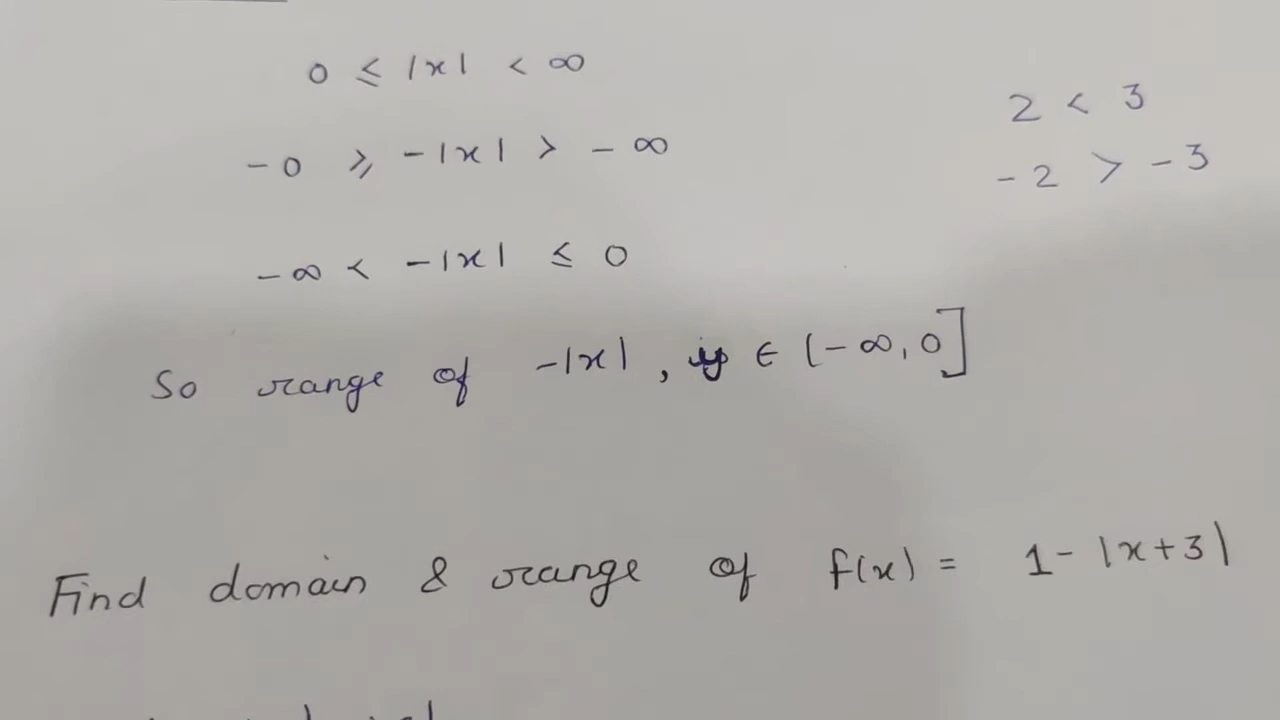 0 ≤ |x| < ∞
-0 ≥ -|x| > -∞
-∞ < -|x| ≤ 0
2 < 3
-2 > -3
So range of -|x|, y ∈ (-∞, 0]
Find domain & range of f(x) = 1 - |x+3|